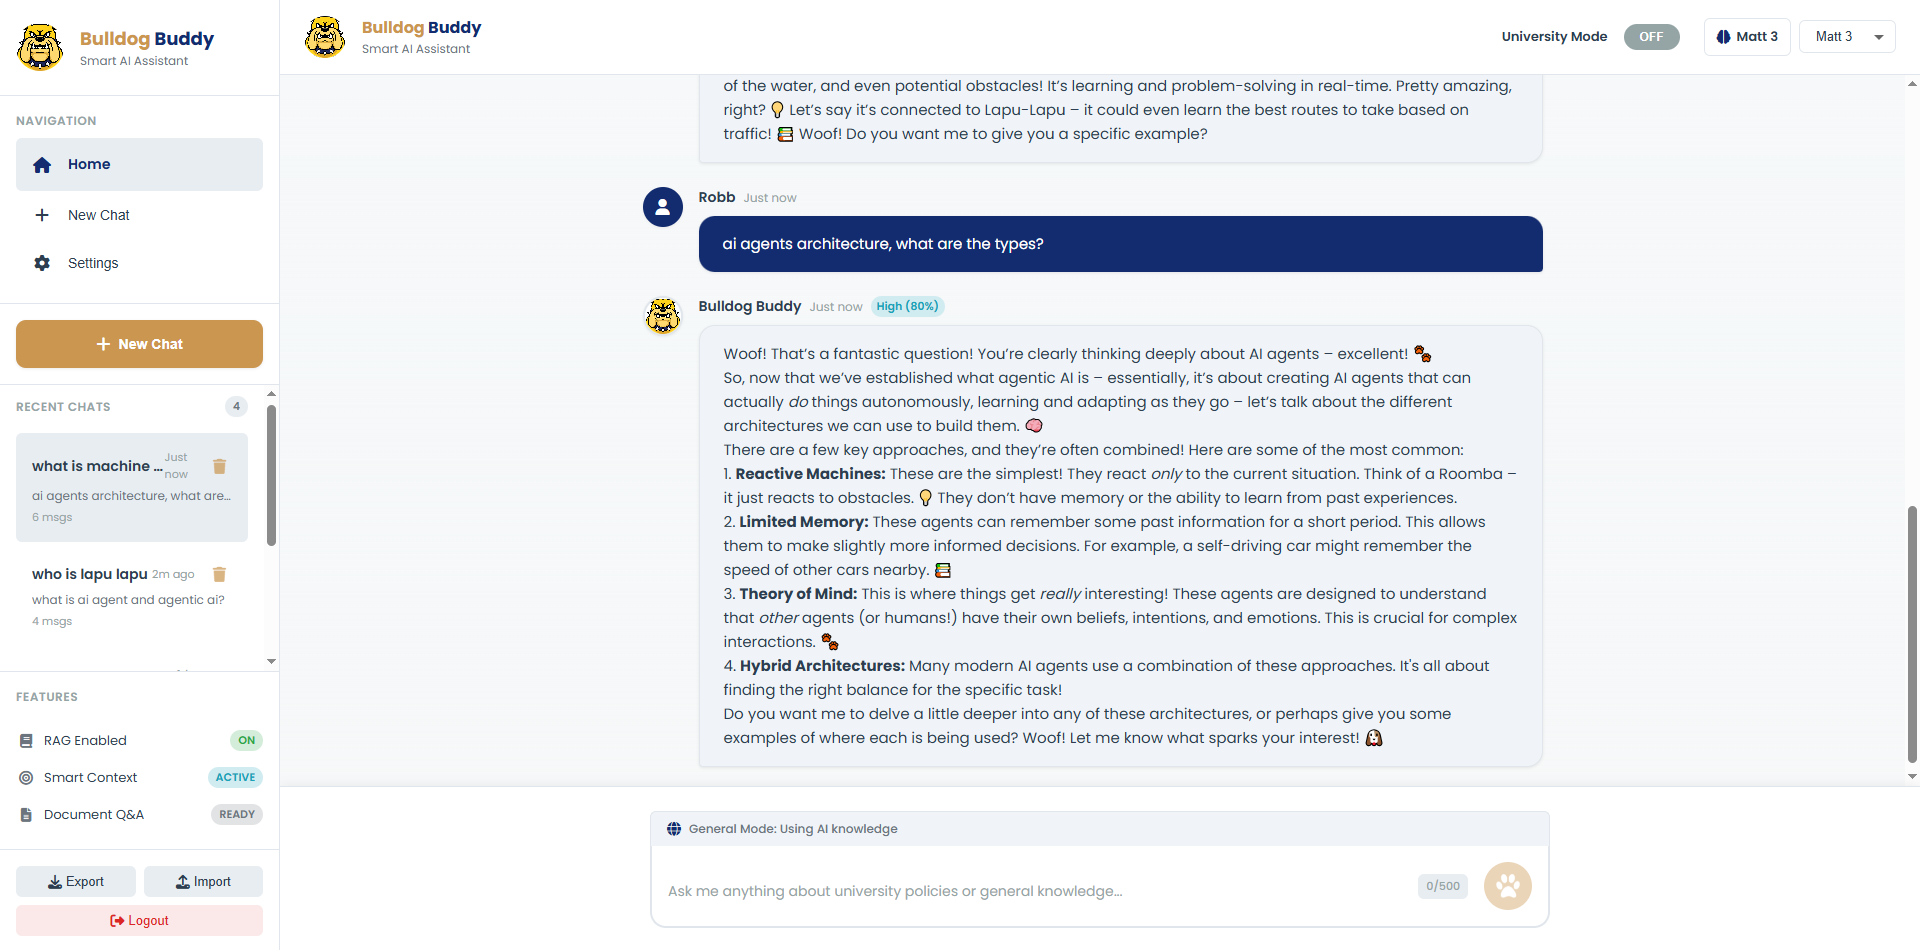 Bulldog Buddy
Smart AI Assistant
NAVIGATION
Home
New Chat
Settings
New Chat
RECENT CHATS 4
what is machine ... Just now
ai agents architecture, what are...
6 msgs
who is lapu lapu 2m ago
what is ai agent and agentic ai?
4 msgs
FEATURES
RAG Enabled ON
Smart Context ACTIVE
Document Q&A READY
Export Import
Logout
Bulldog Buddy
Smart AI Assistant
University Mode OFF Matt 3 Matt 3
of the water, and even potential obstacles! It's learning and problem-solving in real-time. Pretty amazing,
right? 💡 Let's say it's connected to Lapu-Lapu – it could even learn the best routes to take based on
traffic! 📚 Woof! Do you want me to give you a specific example?
Robb Just now
ai agents architecture, what are the types?
Bulldog Buddy Just now High (80%)
Woof! That's a fantastic question! You're clearly thinking deeply about AI agents – excellent! 🐾
So, now that we've established what agentic AI is – essentially, it's about creating AI agents that can
actually do things autonomously, learning and adapting as they go – let's talk about the different
architectures we can use to build them. 🧠
There are a few key approaches, and they're often combined! Here are some of the most common:
1. Reactive Machines: These are the simplest! They react only to the current situation. Think of a Roomba –
it just reacts to obstacles. 💡 They don't have memory or the ability to learn from past experiences.
2. Limited Memory: These agents can remember some past information for a short period. This allows
them to make slightly more informed decisions. For example, a self-driving car might remember the
speed of other cars nearby. 📚
3. Theory of Mind: This is where things get really interesting! These agents are designed to understand
that other agents (or humans!) have their own beliefs, intentions, and emotions. This is crucial for complex
interactions. 🐾
4. Hybrid Architectures: Many modern AI agents use a combination of these approaches. It's all about
finding the right balance for the specific task!
Do you want me to delve a little deeper into any of these architectures, or perhaps give you some
examples of where each is being used? Woof! Let me know what sparks your interest! 🐶
General Mode: Using AI knowledge
Ask me anything about university policies or general knowledge...
0/500